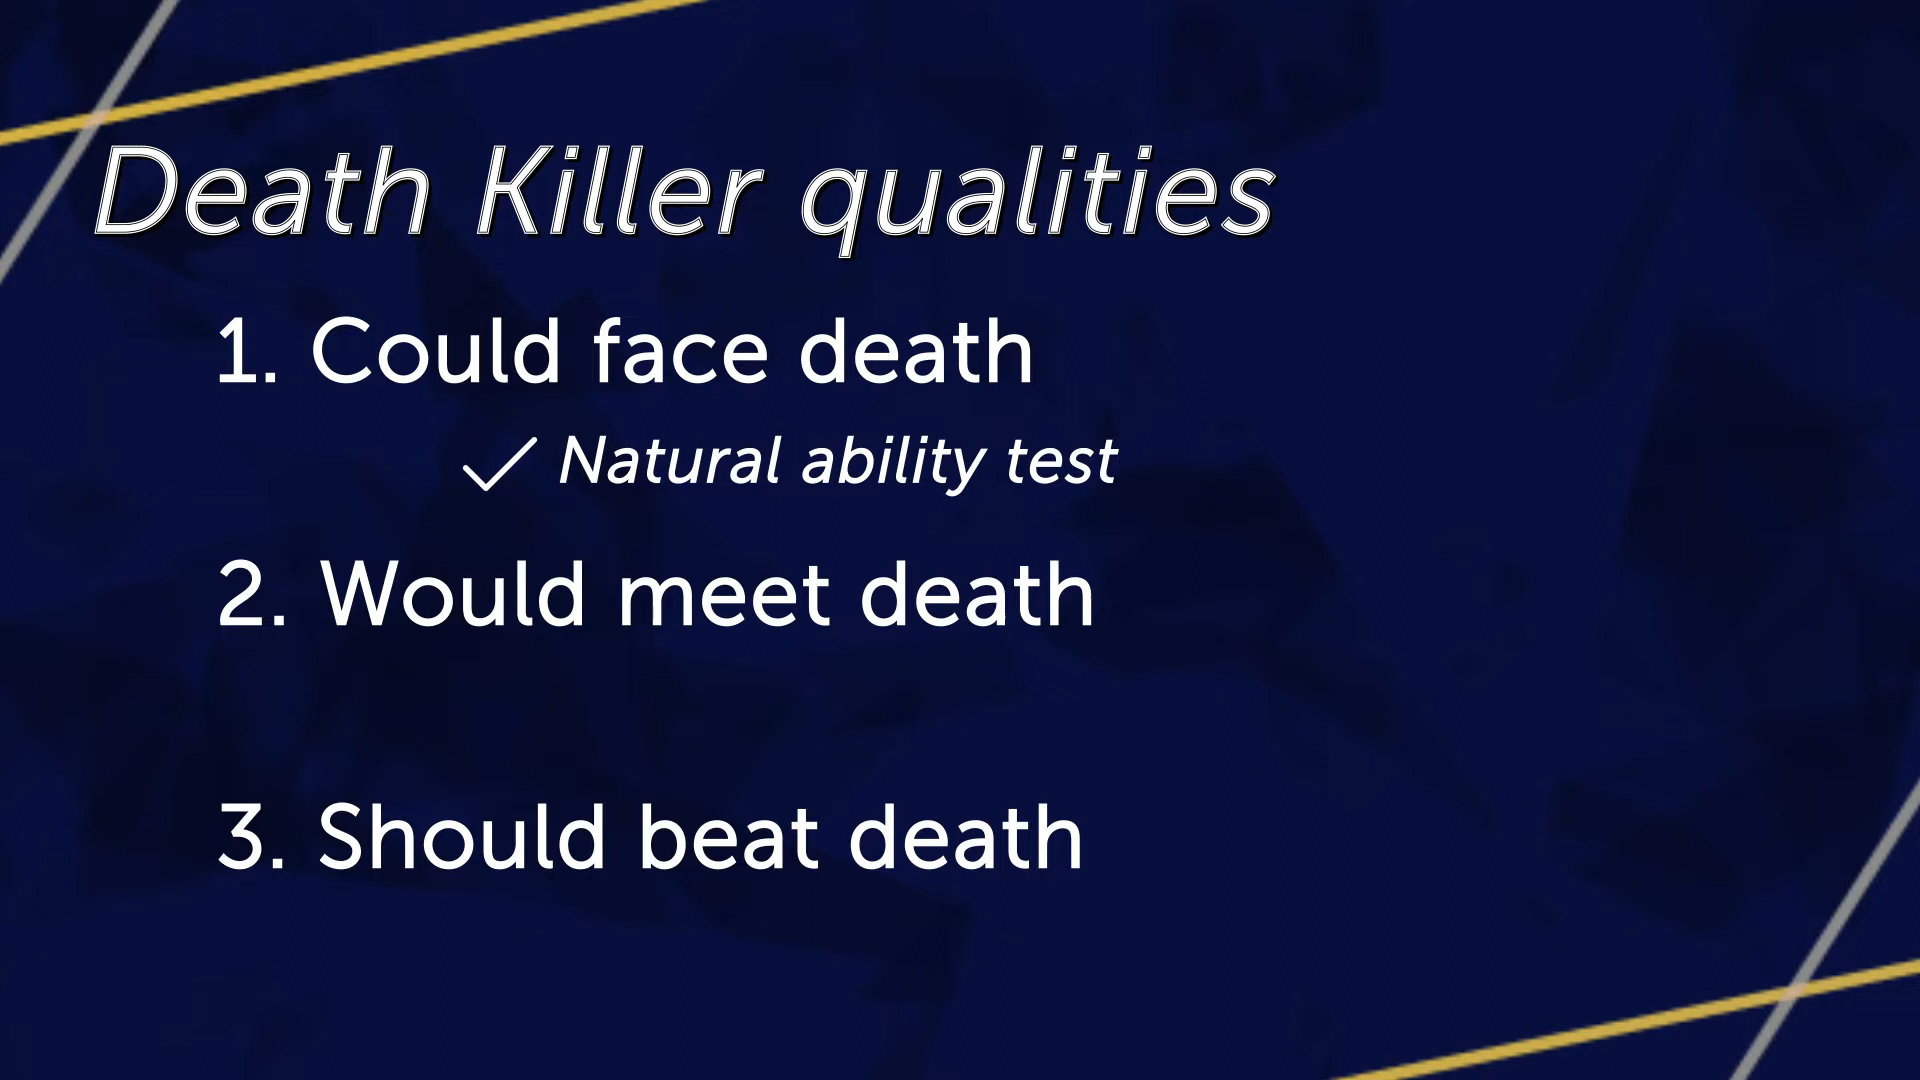 Death Killer qualities
1. Could face death
✓ Natural ability test
2. Would meet death
3. Should beat death